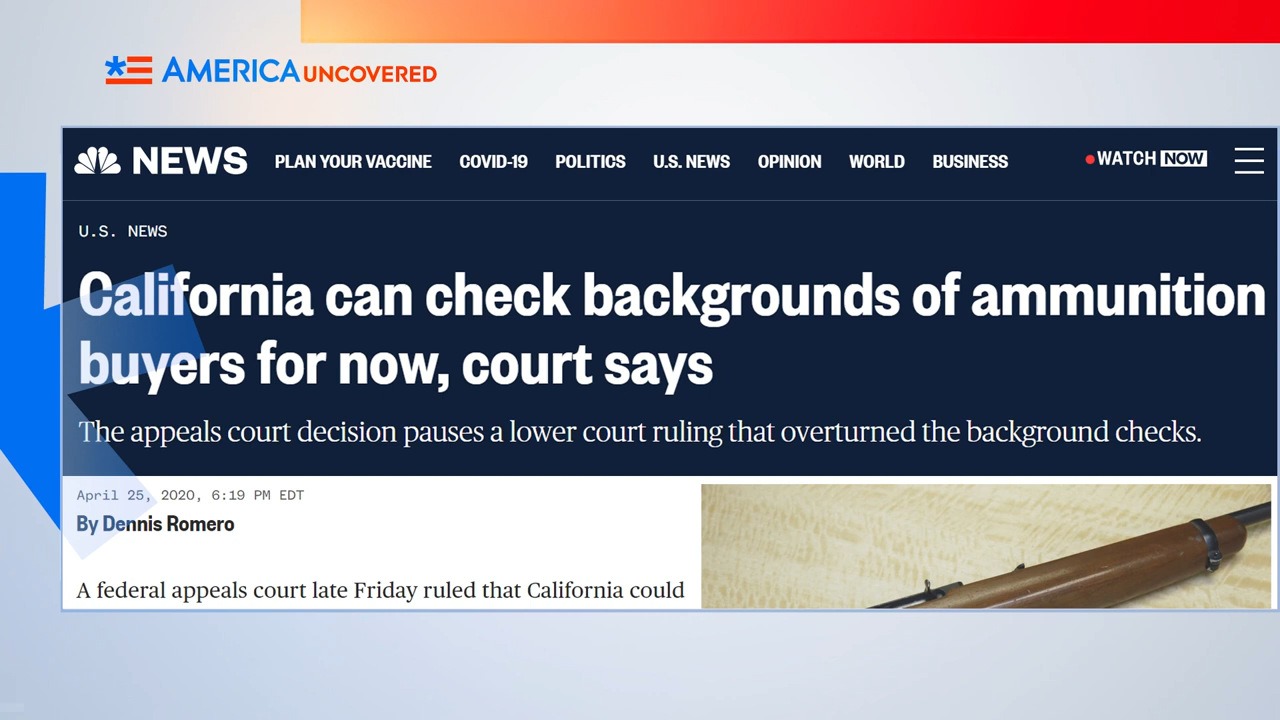 AMERICA UNCOVERED
NEWS PLAN YOUR VACCINE COVID-19 POLITICS U.S. NEWS OPINION WORLD BUSINESS WATCH NOW
U.S. NEWS
California can check backgrounds of ammunition
buyers for now, court says
The appeals court decision pauses a lower court ruling that overturned the background checks.
April 25, 2020, 6:19 PM EDT
By Dennis Romero
A federal appeals court late Friday ruled that California could